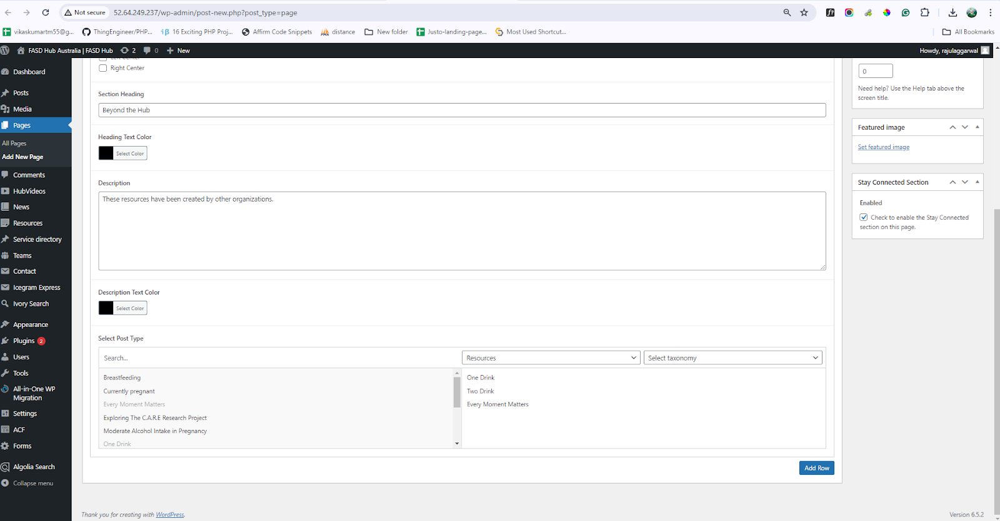 Not secure 52.64.249.237/wp-admin/post-new.php?post_type=page
vikaskumartm55@g... ThingEngineer/PHP... 16 Exciting PHP Proj... Affirm Code Snippets distance New folder Justo-landing-page... Most Used Shortcut... All Bookmarks
FASD Hub Australia | FASD Hub 2 0 New Howdy, rajulaggarwal
Dashboard
Posts
Media
Pages
All Pages
Add New Page
Comments
HubVideos
News
Resources
Service directory
Teams
Contact
Icegram Express
Ivory Search
Appearance
Plugins 2
Users
Tools
All-in-One WP
Migration
Settings
ACF
Forms
Algolia Search
Collapse menu
Left Center
Right Center
Section Heading
Beyond the Hub
Heading Text Color
Select Color
Description
These resources have been created by other organizations.
Description Text Color
Select Color
Select Post Type
Search... Resources Select taxonomy
Breastfeeding
Currently pregnant
Every Moment Matters
Exploring The C.A.R.E Research Project
Moderate Alcohol Intake in Pregnancy
One Drink
One Drink
Two Drink
Every Moment Matters
Add Row
0
Need help? Use the Help tab above the
screen title.
Featured image
Set featured image
Stay Connected Section
Enabled
Check to enable the Stay Connected
section on this page.
Thank you for creating with WordPress. Version 6.5.2